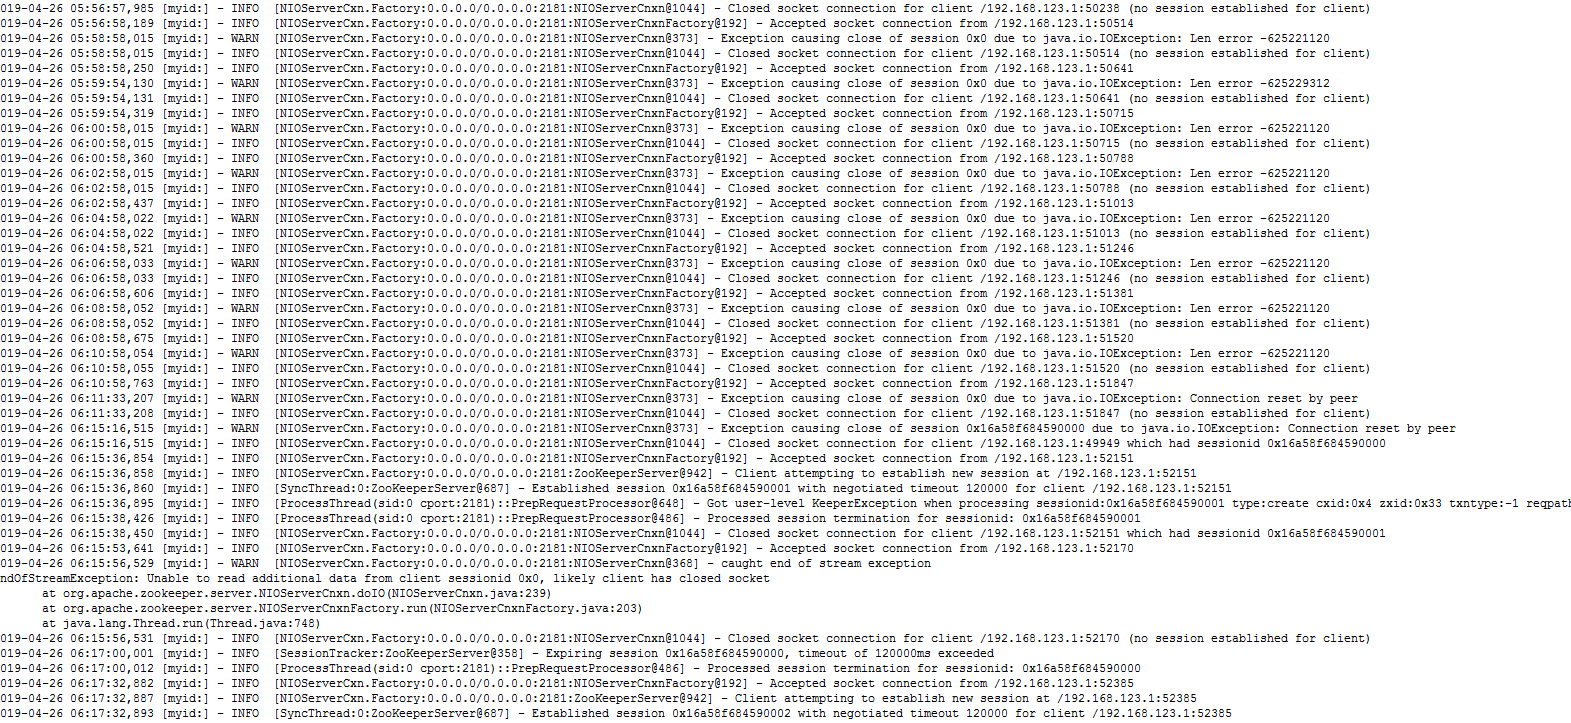 019-04-26 05:56:57,985 [myid:] - INFO  [NIOServerCxn.Factory:0.0.0.0/0.0.0.0:2181:NIOServerCnxn@1044] - Closed socket connection for client /192.168.123.1:50238 (no session established for client)
019-04-26 05:56:58,189 [myid:] - INFO  [NIOServerCxn.Factory:0.0.0.0/0.0.0.0:2181:NIOServerCnxnFactory@192] - Accepted socket connection from /192.168.123.1:50514
019-04-26 05:58:58,015 [myid:] - WARN  [NIOServerCxn.Factory:0.0.0.0/0.0.0.0:2181:NIOServerCnxn@373] - Exception causing close of session 0x0 due to java.io.IOException: Len error -625221120
019-04-26 05:58:58,015 [myid:] - INFO  [NIOServerCxn.Factory:0.0.0.0/0.0.0.0:2181:NIOServerCnxn@1044] - Closed socket connection for client /192.168.123.1:50514 (no session established for client)
019-04-26 05:58:58,250 [myid:] - INFO  [NIOServerCxn.Factory:0.0.0.0/0.0.0.0:2181:NIOServerCnxnFactory@192] - Accepted socket connection from /192.168.123.1:50641
019-04-26 05:59:54,130 [myid:] - WARN  [NIOServerCxn.Factory:0.0.0.0/0.0.0.0:2181:NIOServerCnxn@373] - Exception causing close of session 0x0 due to java.io.IOException: Len error -625229312
019-04-26 05:59:54,131 [myid:] - INFO  [NIOServerCxn.Factory:0.0.0.0/0.0.0.0:2181:NIOServerCnxn@1044] - Closed socket connection for client /192.168.123.1:50641 (no session established for client)
019-04-26 05:59:54,319 [myid:] - INFO  [NIOServerCxn.Factory:0.0.0.0/0.0.0.0:2181:NIOServerCnxnFactory@192] - Accepted socket connection from /192.168.123.1:50715
019-04-26 06:00:58,015 [myid:] - WARN  [NIOServerCxn.Factory:0.0.0.0/0.0.0.0:2181:NIOServerCnxn@373] - Exception causing close of session 0x0 due to java.io.IOException: Len error -625221120
019-04-26 06:00:58,015 [myid:] - INFO  [NIOServerCxn.Factory:0.0.0.0/0.0.0.0:2181:NIOServerCnxn@1044] - Closed socket connection for client /192.168.123.1:50715 (no session established for client)
019-04-26 06:00:58,360 [myid:] - INFO  [NIOServerCxn.Factory:0.0.0.0/0.0.0.0:2181:NIOServerCnxnFactory@192] - Accepted socket connection from /192.168.123.1:50788
019-04-26 06:02:58,015 [myid:] - WARN  [NIOServerCxn.Factory:0.0.0.0/0.0.0.0:2181:NIOServerCnxn@373] - Exception causing close of session 0x0 due to java.io.IOException: Len error -625221120
019-04-26 06:02:58,015 [myid:] - INFO  [NIOServerCxn.Factory:0.0.0.0/0.0.0.0:2181:NIOServerCnxn@1044] - Closed socket connection for client /192.168.123.1:50788 (no session established for client)
019-04-26 06:02:58,437 [myid:] - INFO  [NIOServerCxn.Factory:0.0.0.0/0.0.0.0:2181:NIOServerCnxnFactory@192] - Accepted socket connection from /192.168.123.1:51013
019-04-26 06:04:58,022 [myid:] - WARN  [NIOServerCxn.Factory:0.0.0.0/0.0.0.0:2181:NIOServerCnxn@373] - Exception causing close of session 0x0 due to java.io.IOException: Len error -625221120
019-04-26 06:04:58,022 [myid:] - INFO  [NIOServerCxn.Factory:0.0.0.0/0.0.0.0:2181:NIOServerCnxn@1044] - Closed socket connection for client /192.168.123.1:51013 (no session established for client)
019-04-26 06:04:58,521 [myid:] - INFO  [NIOServerCxn.Factory:0.0.0.0/0.0.0.0:2181:NIOServerCnxnFactory@192] - Accepted socket connection from /192.168.123.1:51246
019-04-26 06:06:58,033 [myid:] - WARN  [NIOServerCxn.Factory:0.0.0.0/0.0.0.0:2181:NIOServerCnxn@373] - Exception causing close of session 0x0 due to java.io.IOException: Len error -625221120
019-04-26 06:06:58,033 [myid:] - INFO  [NIOServerCxn.Factory:0.0.0.0/0.0.0.0:2181:NIOServerCnxn@1044] - Closed socket connection for client /192.168.123.1:51246 (no session established for client)
019-04-26 06:06:58,606 [myid:] - INFO  [NIOServerCxn.Factory:0.0.0.0/0.0.0.0:2181:NIOServerCnxnFactory@192] - Accepted socket connection from /192.168.123.1:51381
019-04-26 06:08:58,052 [myid:] - WARN  [NIOServerCxn.Factory:0.0.0.0/0.0.0.0:2181:NIOServerCnxn@373] - Exception causing close of session 0x0 due to java.io.IOException: Len error -625221120
019-04-26 06:08:58,052 [myid:] - INFO  [NIOServerCxn.Factory:0.0.0.0/0.0.0.0:2181:NIOServerCnxn@1044] - Closed socket connection for client /192.168.123.1:51381 (no session established for client)
019-04-26 06:08:58,675 [myid:] - INFO  [NIOServerCxn.Factory:0.0.0.0/0.0.0.0:2181:NIOServerCnxnFactory@192] - Accepted socket connection from /192.168.123.1:51520
019-04-26 06:10:58,054 [myid:] - WARN  [NIOServerCxn.Factory:0.0.0.0/0.0.0.0:2181:NIOServerCnxn@373] - Exception causing close of session 0x0 due to java.io.IOException: Len error -625221120
019-04-26 06:10:58,055 [myid:] - INFO  [NIOServerCxn.Factory:0.0.0.0/0.0.0.0:2181:NIOServerCnxn@1044] - Closed socket connection for client /192.168.123.1:51520 (no session established for client)
019-04-26 06:10:58,763 [myid:] - INFO  [NIOServerCxn.Factory:0.0.0.0/0.0.0.0:2181:NIOServerCnxnFactory@192] - Accepted socket connection from /192.168.123.1:51847
019-04-26 06:11:33,207 [myid:] - WARN  [NIOServerCxn.Factory:0.0.0.0/0.0.0.0:2181:NIOServerCnxn@373] - Exception causing close of session 0x0 due to java.io.IOException: Connection reset by peer
019-04-26 06:11:33,208 [myid:] - INFO  [NIOServerCxn.Factory:0.0.0.0/0.0.0.0:2181:NIOServerCnxn@1044] - Closed socket connection for client /192.168.123.1:51847 (no session established for client)
019-04-26 06:15:16,515 [myid:] - WARN  [NIOServerCxn.Factory:0.0.0.0/0.0.0.0:2181:NIOServerCnxn@373] - Exception causing close of session 0x16a58f684590000 due to java.io.IOException: Connection reset by peer
019-04-26 06:15:16,515 [myid:] - INFO  [NIOServerCxn.Factory:0.0.0.0/0.0.0.0:2181:NIOServerCnxn@1044] - Closed socket connection for client /192.168.123.1:49949 which had sessionid 0x16a58f684590000
019-04-26 06:15:36,854 [myid:] - INFO  [NIOServerCxn.Factory:0.0.0.0/0.0.0.0:2181:NIOServerCnxnFactory@192] - Accepted socket connection from /192.168.123.1:52151
019-04-26 06:15:36,858 [myid:] - INFO  [NIOServerCxn.Factory:0.0.0.0/0.0.0.0:2181:ZooKeeperServer@942] - Client attempting to establish new session at /192.168.123.1:52151
019-04-26 06:15:36,860 [myid:] - INFO  [SyncThread:0:ZooKeeperServer@687] - Established session 0x16a58f684590001 with negotiated timeout 120000 for client /192.168.123.1:52151
019-04-26 06:15:36,895 [myid:] - INFO  [ProcessThread(sid:0 cport:2181)::PrepRequestProcessor@648] - Got user-level KeeperException when processing sessionid:0x16a58f684590001 type:create cxid:0x4 zxid:0x33 txntype:-1 reqpath
019-04-26 06:15:38,426 [myid:] - INFO  [ProcessThread(sid:0 cport:2181)::PrepRequestProcessor@486] - Processed session termination for sessionid: 0x16a58f684590001
019-04-26 06:15:38,450 [myid:] - INFO  [NIOServerCxn.Factory:0.0.0.0/0.0.0.0:2181:NIOServerCnxn@1044] - Closed socket connection for client /192.168.123.1:52151 which had sessionid 0x16a58f684590001
019-04-26 06:15:53,641 [myid:] - INFO  [NIOServerCxn.Factory:0.0.0.0/0.0.0.0:2181:NIOServerCnxnFactory@192] - Accepted socket connection from /192.168.123.1:52170
019-04-26 06:15:56,529 [myid:] - WARN  [NIOServerCxn.Factory:0.0.0.0/0.0.0.0:2181:NIOServerCnxn@368] - caught end of stream exception
ndOfStreamException: Unable to read additional data from client sessionid 0x0, likely client has closed socket
      at org.apache.zookeeper.server.NIOServerCnxn.doIO(NIOServerCnxn.java:239)
      at org.apache.zookeeper.server.NIOServerCnxnFactory.run(NIOServerCnxnFactory.java:203)
      at java.lang.Thread.run(Thread.java:748)
019-04-26 06:15:56,531 [myid:] - INFO  [NIOServerCxn.Factory:0.0.0.0/0.0.0.0:2181:NIOServerCnxn@1044] - Closed socket connection for client /192.168.123.1:52170 (no session established for client)
019-04-26 06:17:00,001 [myid:] - INFO  [SessionTracker:ZooKeeperServer@358] - Expiring session 0x16a58f684590000, timeout of 120000ms exceeded
019-04-26 06:17:00,012 [myid:] - INFO  [ProcessThread(sid:0 cport:2181)::PrepRequestProcessor@486] - Processed session termination for sessionid: 0x16a58f684590000
019-04-26 06:17:32,882 [myid:] - INFO  [NIOServerCxn.Factory:0.0.0.0/0.0.0.0:2181:NIOServerCnxnFactory@192] - Accepted socket connection from /192.168.123.1:52385
019-04-26 06:17:32,887 [myid:] - INFO  [NIOServerCxn.Factory:0.0.0.0/0.0.0.0:2181:ZooKeeperServer@942] - Client attempting to establish new session at /192.168.123.1:52385
019-04-26 06:17:32,893 [myid:] - INFO  [SyncThread:0:ZooKeeperServer@687] - Established session 0x16a58f684590002 with negotiated timeout 120000 for client /192.168.123.1:52385